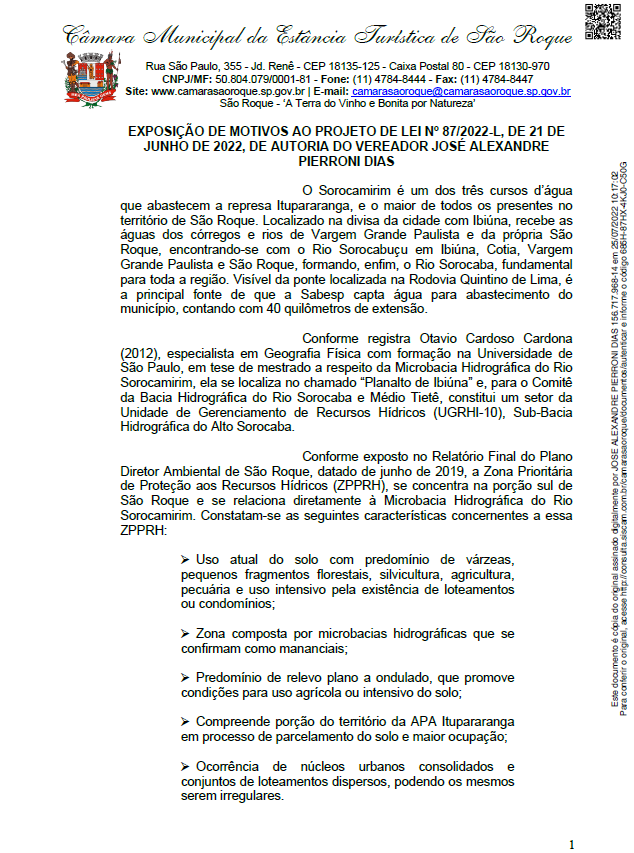 Câmara Municipal da Estância Turística de São Roque
Rua São Paulo, 355 - Jd. Renê - CEP 18135-125 - Caixa Postal 80 - CEP 18130-970
CNPJ/MF: 50.804.079/0001-81 - Fone: (11) 4784-8444 - Fax: (11) 4784-8447
Site: www.camarasaoroque.sp.gov.br | E-mail: camarasaoroque@camarasaoroque.sp.gov.br
São Roque - ‘A Terra do Vinho e Bonita por Natureza’
EXPOSIÇÃO DE MOTIVOS AO PROJETO DE LEI Nº 87/2022-L, DE 21 DE
JUNHO DE 2022, DE AUTORIA DO VEREADOR JOSÉ ALEXANDRE
PIERRONI DIAS
O Sorocamirim é um dos três cursos d’água
que abastecem a represa Itupararanga, e o maior de todos os presentes no
território de São Roque. Localizado na divisa da cidade com Ibiúna, recebe as
águas dos córregos e rios de Vargem Grande Paulista e da própria São
Roque, encontrando-se com o Rio Sorocabuçu em Ibiúna, Cotia, Vargem
Grande Paulista e São Roque, formando, enfim, o Rio Sorocaba, fundamental
para toda a região. Visível da ponte localizada na Rodovia Quintino de Lima, é
a principal fonte de que a Sabesp capta água para abastecimento do
município, contando com 40 quilômetros de extensão.
Conforme registra Otavio Cardoso Cardona
(2012), especialista em Geografia Física com formação na Universidade de
São Paulo, em tese de mestrado a respeito da Microbacia Hidrográfica do Rio
Sorocamirim, ela se localiza no chamado “Planalto de Ibiúna” e, para o Comitê
da Bacia Hidrográfica do Rio Sorocaba e Médio Tietê, constitui um setor da
Unidade de Gerenciamento de Recursos Hídricos (UGRHI-10), Sub-Bacia
Hidrográfica do Alto Sorocaba.
Conforme exposto no Relatório Final do Plano
Diretor Ambiental de São Roque, datado de junho de 2019, a Zona Prioritária
de Proteção aos Recursos Hídricos (ZPPRH), se concentra na porção sul de
São Roque e se relaciona diretamente à Microbacia Hidrográfica do Rio
Sorocamirim. Constatam-se as seguintes características concernentes a essa
ZPPRH:
➢ Uso atual do solo com predomínio de várzeas,
pequenos fragmentos florestais, silvicultura, agricultura,
pecuária e uso intensivo pela existência de loteamentos
ou condomínios;
➢ Zona composta por microbacias hidrográficas que se
confirmam como mananciais;
➢ Predomínio de relevo plano a ondulado, que promove
condições para uso agrícola ou intensivo do solo;
➢ Compreende porção do território da APA Itupararanga
em processo de parcelamento do solo e maior ocupação;
➢ Ocorrência de núcleos urbanos consolidados e
conjuntos de loteamentos dispersos, podendo os mesmos
serem irregulares.
1
Este documento é cópia do original assinado digitalmente por JOSE ALEXANDRE PIERRONI DIAS 156.717.968-14 em 25/07/2022 10:17:02
Para conferir o original, acesse http://consulta.siscam.com.br/camarasaoroque/documentos/autenticar e informe o código 685H-87HX-4KJ0-C50G